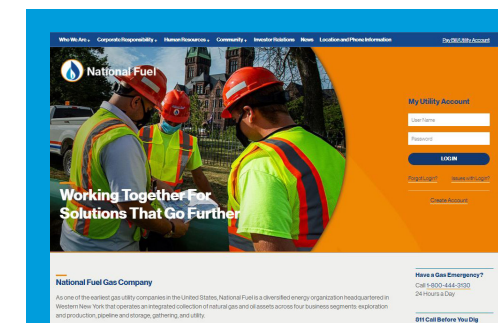 Who We Are Corporate Responsibility Human Resources Community Investor Relations News Location and Phone Information Pay Bill/Utility Account
National Fuel
My Utility Account
User Name
Password
LOGIN
Forgot Login? Issues with Login?
Create Account
Working Together For
Solutions That Go Further
National Fuel Gas Company
As one of the earliest gas utility companies in the United States, National Fuel is a diversified energy organization headquartered in
Western New York that operates an integrated collection of natural gas and oil assets across four business segments: exploration
and production, pipeline and storage, gathering, and utility.
Have a Gas Emergency?
Call 1-800-444-3130
24 Hours a Day
811 Call Before You Dig